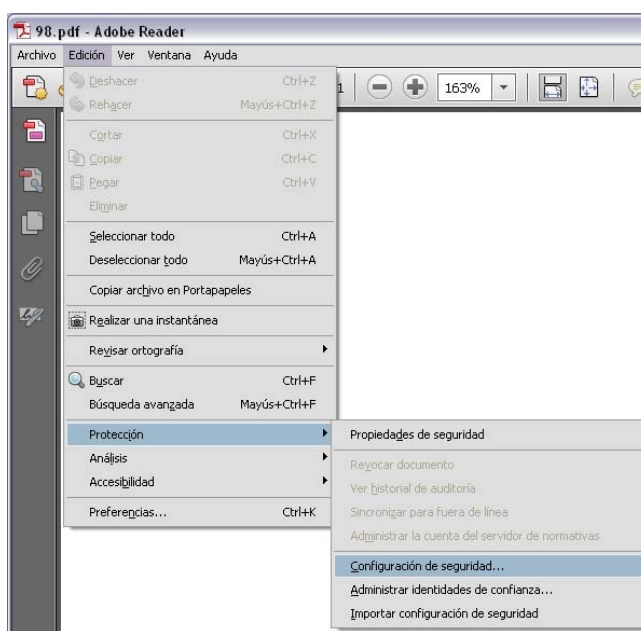 98.pdf - Adobe Reader
Archivo Edición Ver Ventana Ayuda
1 163%
Deshacer Ctrl+Z
Rehacer Mayús+Ctrl+Z
Cortar Ctrl+X
Copiar Ctrl+C
Pegar Ctrl+V
Eliminar
Seleccionar todo Ctrl+A
Deseleccionar todo Mayús+Ctrl+A
Copiar archivo en Portapapeles
Realizar una instantánea
Revisar ortografía
Buscar Ctrl+F
Búsqueda avanzada Mayús+Ctrl+F
Protección
Análisis
Accesibilidad
Preferencias... Ctrl+K
Propiedades de seguridad
Revocar documento
Ver historial de auditoría
Sincronizar para fuera de línea
Administrar la cuenta del servidor de normativas
Configuración de seguridad...
Administrar identidades de confianza...
Importar configuración de seguridad